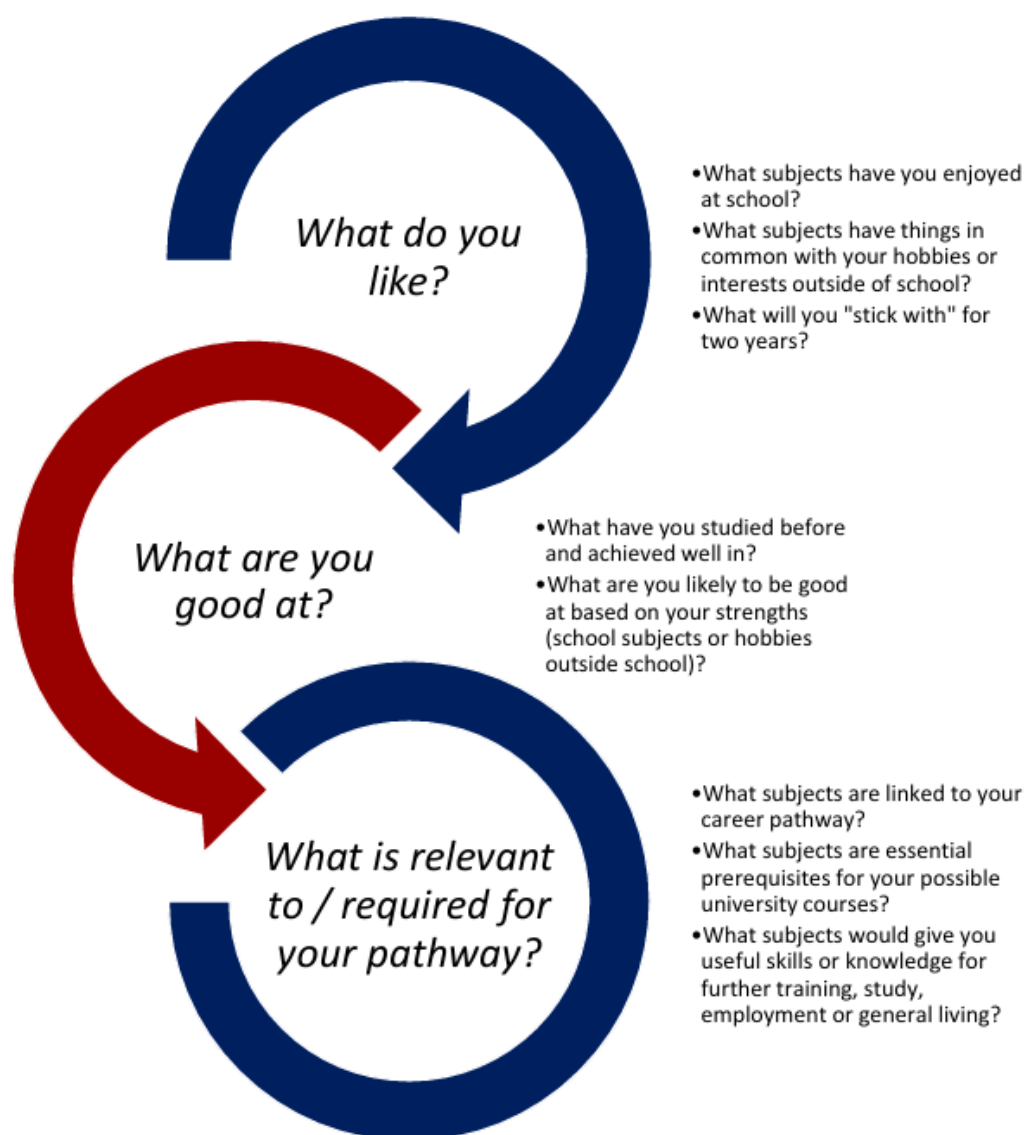 What do you
like?
•What subjects have you enjoyed
at school?
•What subjects have things in
common with your hobbies or
interests outside of school?
•What will you "stick with" for
two years?
What are you
good at?
•What have you studied before
and achieved well in?
•What are you likely to be good
at based on your strengths
(school subjects or hobbies
outside school)?
What is relevant
to / required for
your pathway?
•What subjects are linked to your
career pathway?
•What subjects are essential
prerequisites for your possible
university courses?
•What subjects would give you
useful skills or knowledge for
further training, study,
employment or general living?